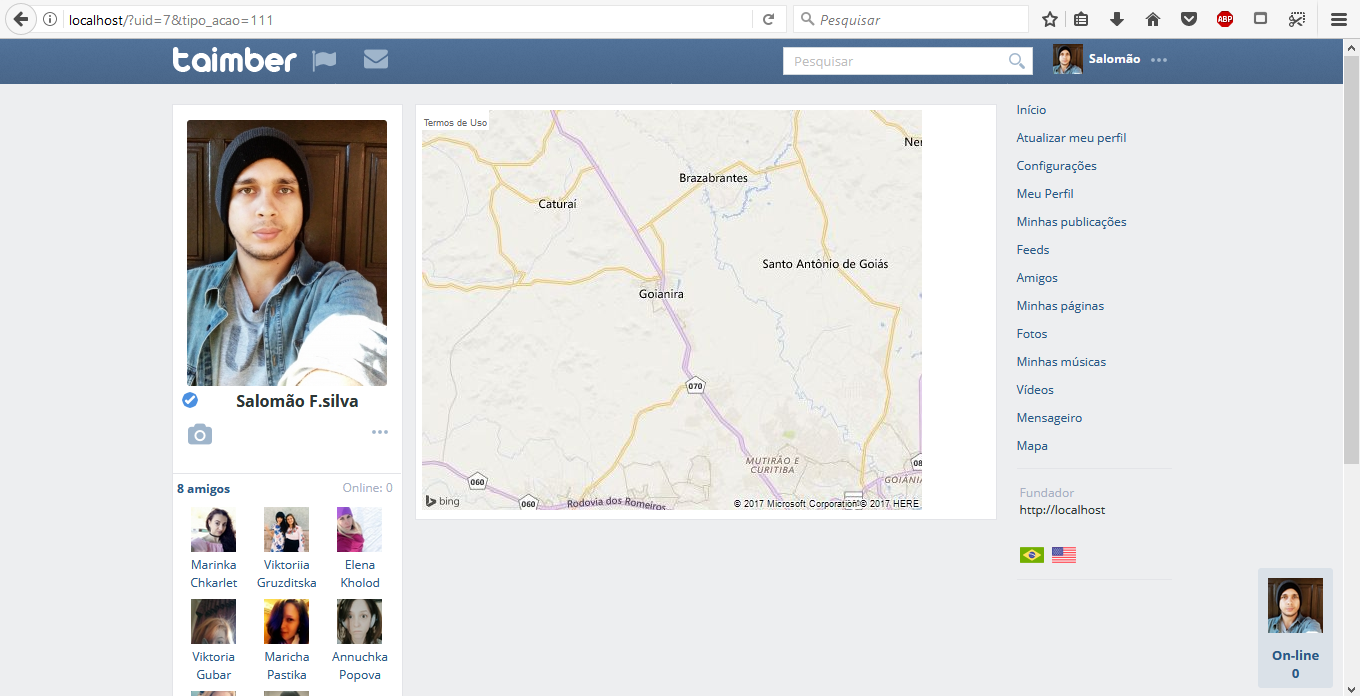 localhost/?uid=7&tipo_acao=111
Pesquisar
ABP
taimber
Pesquisar
Salomão
Salomão F.silva
8 amigos
Online: 0
Marinka
Chkarlet
Viktoriia
Gruzditska
Elena
Kholod
Viktoria
Gubar
Maricha
Pastika
Annuchka
Popova
Termos de Uso
Ner
Brazabrantes
Caturaí
Santo Antônio de Goiás
Goianira
070
MUTIRÃO E
CURITIBA
08
GOIÂNIA
060
060
Rodovia dos Romeiros
bing
© 2017 Microsoft Corporation © 2017 HERE
Início
Atualizar meu perfil
Configurações
Meu Perfil
Minhas publicações
Feeds
Amigos
Minhas páginas
Fotos
Minhas músicas
Vídeos
Mensageiro
Mapa
Fundador
http://localhost
On-line
0